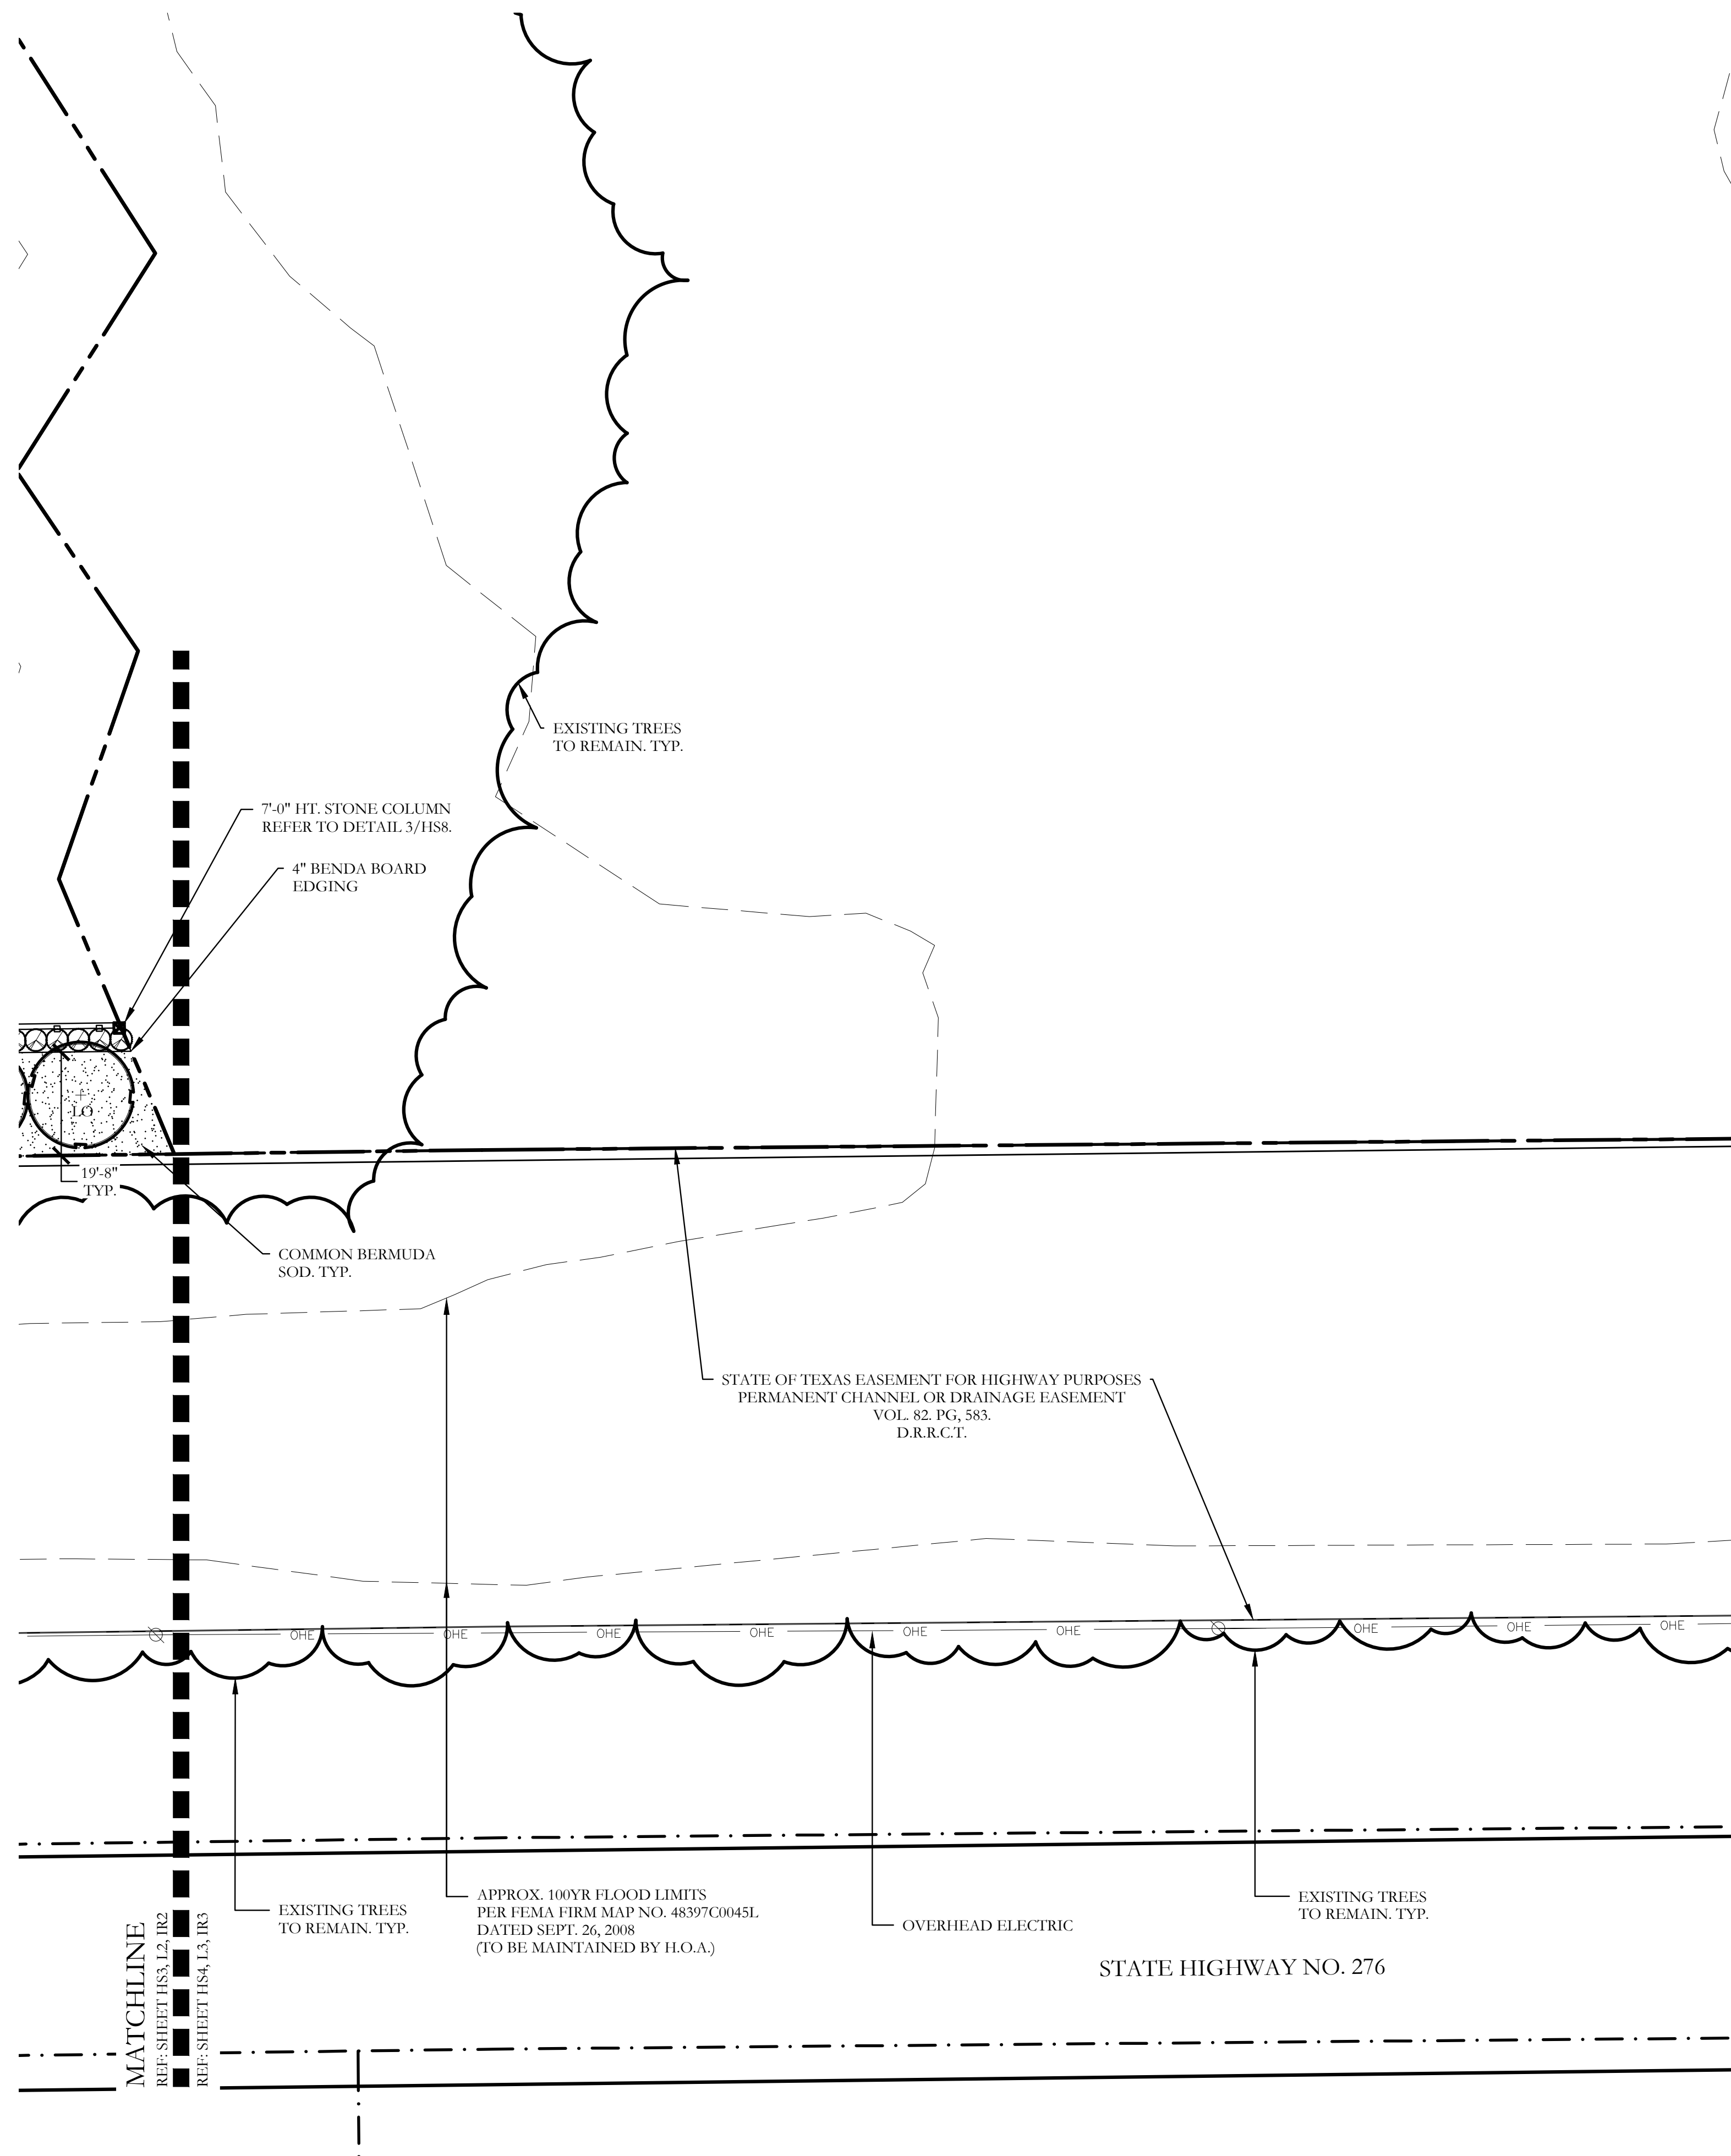 EXISTING TREES
TO REMAIN. TYP.
7'-0" HT. STONE COLUMN
REFER TO DETAIL 3/HS8.
4" BENDA BOARD
EDGING
LO
19'-8"
TYP.
COMMON BERMUDA
SOD. TYP.
STATE OF TEXAS EASEMENT FOR HIGHWAY PURPOSES
PERMANENT CHANNEL OR DRAINAGE EASEMENT
VOL. 82. PG, 583.
D.R.R.C.T.
OHE OHE OHE OHE OHE OHE OHE OHE OHE
EXISTING TREES
TO REMAIN. TYP.
APPROX. 100YR FLOOD LIMITS
PER FEMA FIRM MAP NO. 48397C0045L
DATED SEPT. 26, 2008
(TO BE MAINTAINED BY H.O.A.)
OVERHEAD ELECTRIC
EXISTING TREES
TO REMAIN. TYP.
STATE HIGHWAY NO. 276
MATCHLINE
REF: SHEET HS3, L2, IR2
REF: SHEET HS4, L3, IR3